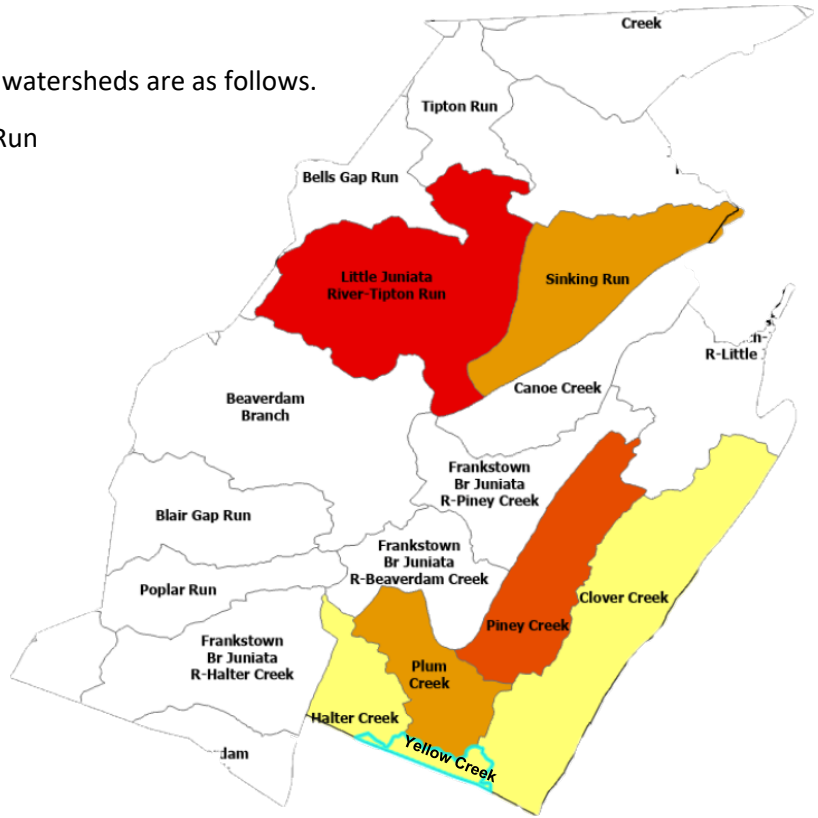 Creek
watersheds are as follows.
Tipton Run
Run
Bells Gap Run
Little Juniata
River-Tipton Run
Sinking Run
R-Little
Canoe Creek
Beaverdam
Branch
Frankstown
Br Juniata
R-Piney Creek
Blair Gap Run
Frankstown
Br Juniata
R-Beaverdam Creek
Poplar Run
Clover Creek
Piney Creek
Frankstown
Br Juniata
R-Halter Creek
Plum
Creek
Halter Creek
Yellow Creek
dam